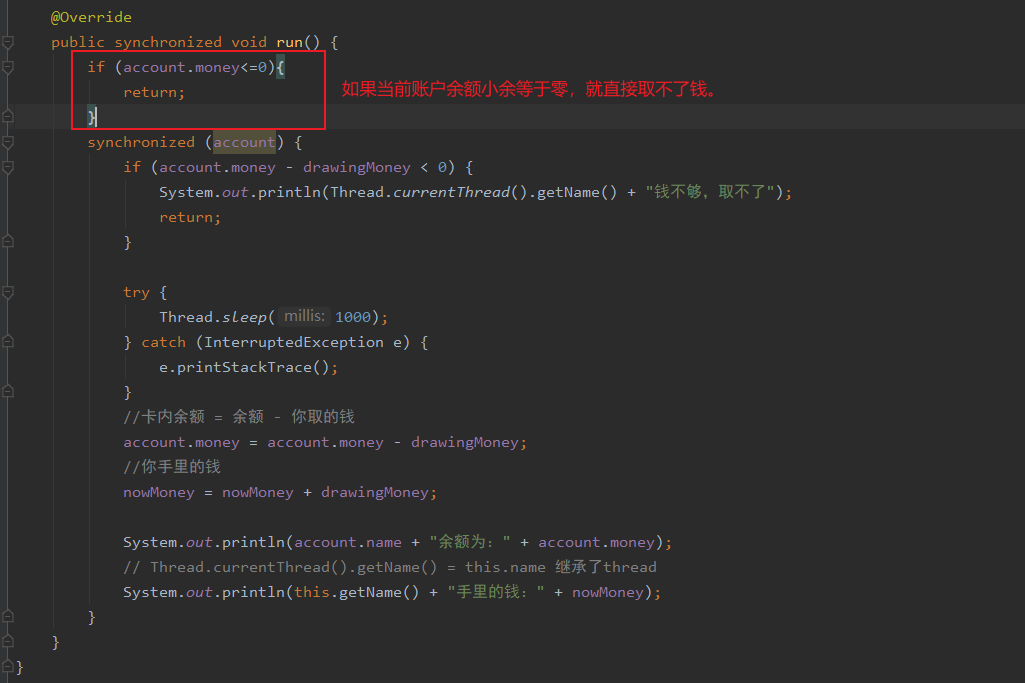 @Override
public synchronized void run() {
if (account.money<=0){
return;
如果当前账户余额小余等于零，就直接取不了钱。
}
synchronized (account) {
if (account.money - drawingMoney < 0) {
System.out.println(Thread.currentThread().getName() + "钱不够，取不了");
return;
}
try {
Thread.sleep( millis: 1000);
} catch (InterruptedException e) {
e.printStackTrace();
}
//卡内余额 = 余额 - 你取的钱
account.money = account.money - drawingMoney;
//你手里的钱
nowMoney = nowMoney + drawingMoney;
System.out.println(account.name + "余额为：" + account.money);
// Thread.currentThread().getName() = this.name 继承了thread
System.out.println(this.getName() + "手里的钱：" + nowMoney);
}
}
}